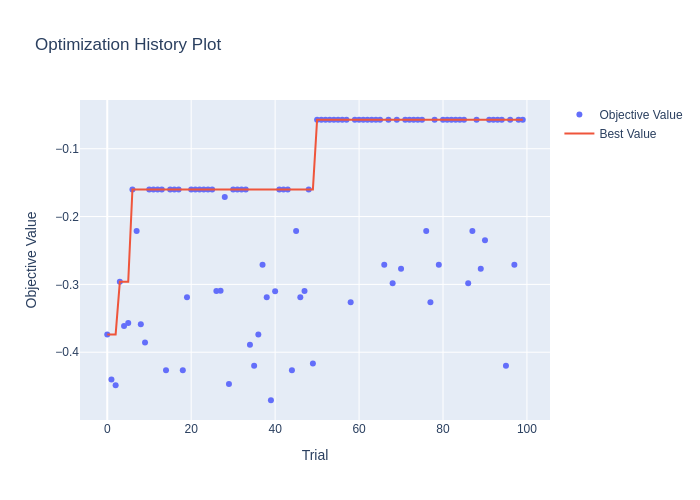 Optimization History Plot
Objective Value
Best Value
−0.1
−0.2
−0.3
−0.4
Objective Value
0
20
40
60
80
100
Trial